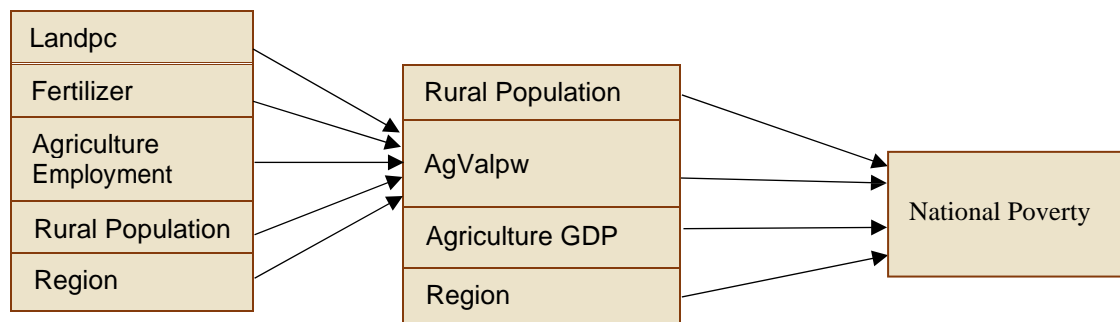 Landpc
Fertilizer
Agriculture
Employment
Rural Population
Region
Rural Population
AgValpw
Agriculture GDP
Region
National Poverty